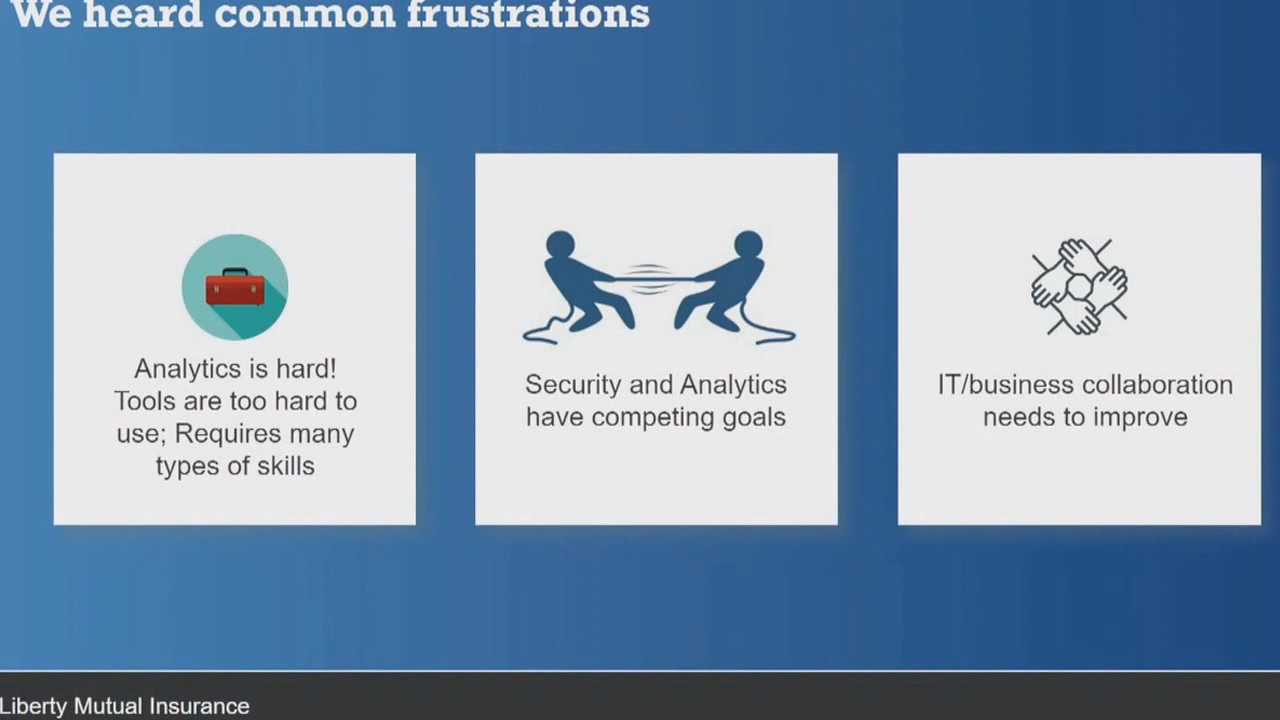 We heard common frustrations
Analytics is hard!
Tools are too hard to
use; Requires many
types of skills
Security and Analytics
have competing goals
IT/business collaboration
needs to improve
Liberty Mutual Insurance